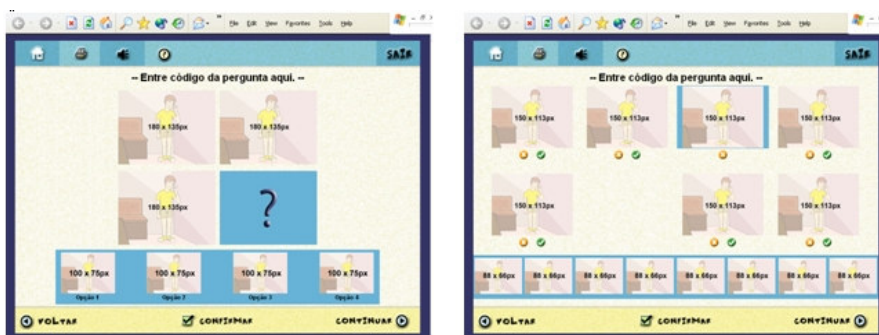 File Edit View Favorites Tools Help
SAIR
-- Entre código da pergunta aqui. --
180 x 135px 180 x 135px
180 x 135px ?
100 x 75px 100 x 75px 100 x 75px 100 x 75px
Opção 1 Opção 2 Opção 3 Opção 4
VOLTAR CONFIRMAR CONTINUAR
File Edit View Favorites Tools Help
SAIR
-- Entre código da pergunta aqui. --
150 x 113px 150 x 113px 150 x 113px 150 x 113px
150 x 113px 150 x 113px 150 x 113px
88 x 66px 88 x 66px 88 x 66px 88 x 66px 88 x 66px 88 x 66px 88 x 66px 88 x 66px
VOLTAR CONFIRMAR CONTINUAR